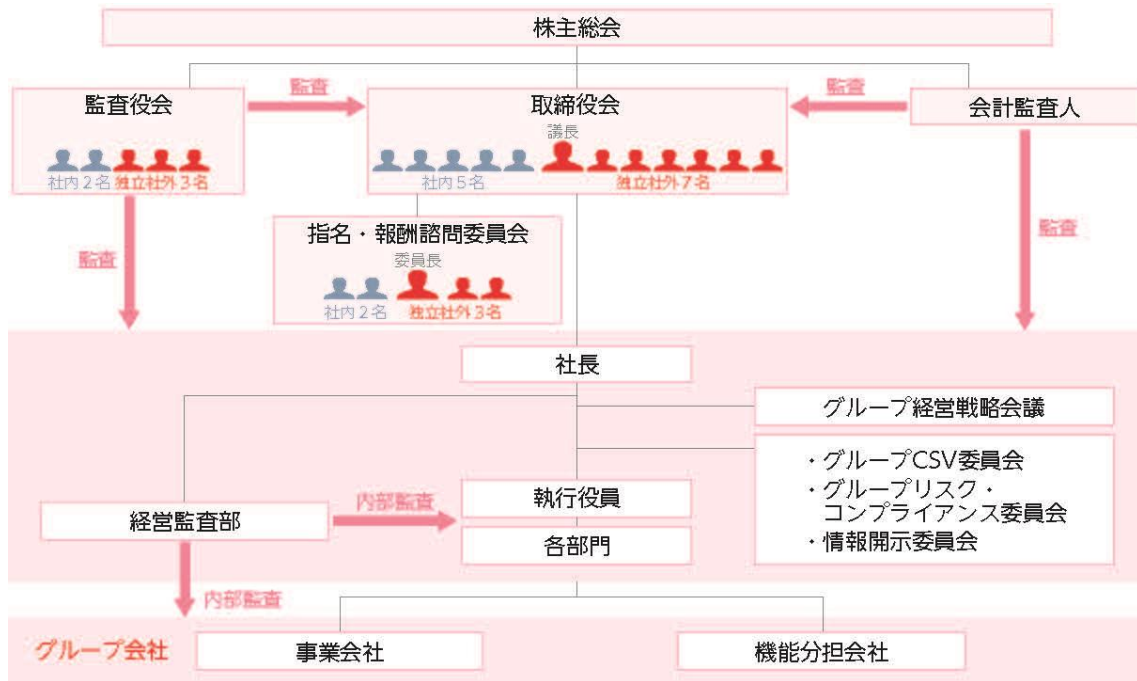 株主総会
監査
監査
監査役会
取締役会
会計監査人
議長
社内2名 独立社外3名
社内5名
独立社外7名
指名・報酬諮問委員会
監査
監査
委員長
社内2名
独立社外3名
社長
グループ経営戦略会議
・グループCSV委員会
・グループリスク・
コンプライアンス委員会
・情報開示委員会
内部監査
執行役員
経営監査部
各部門
内部監査
グループ会社
事業会社
機能分担会社